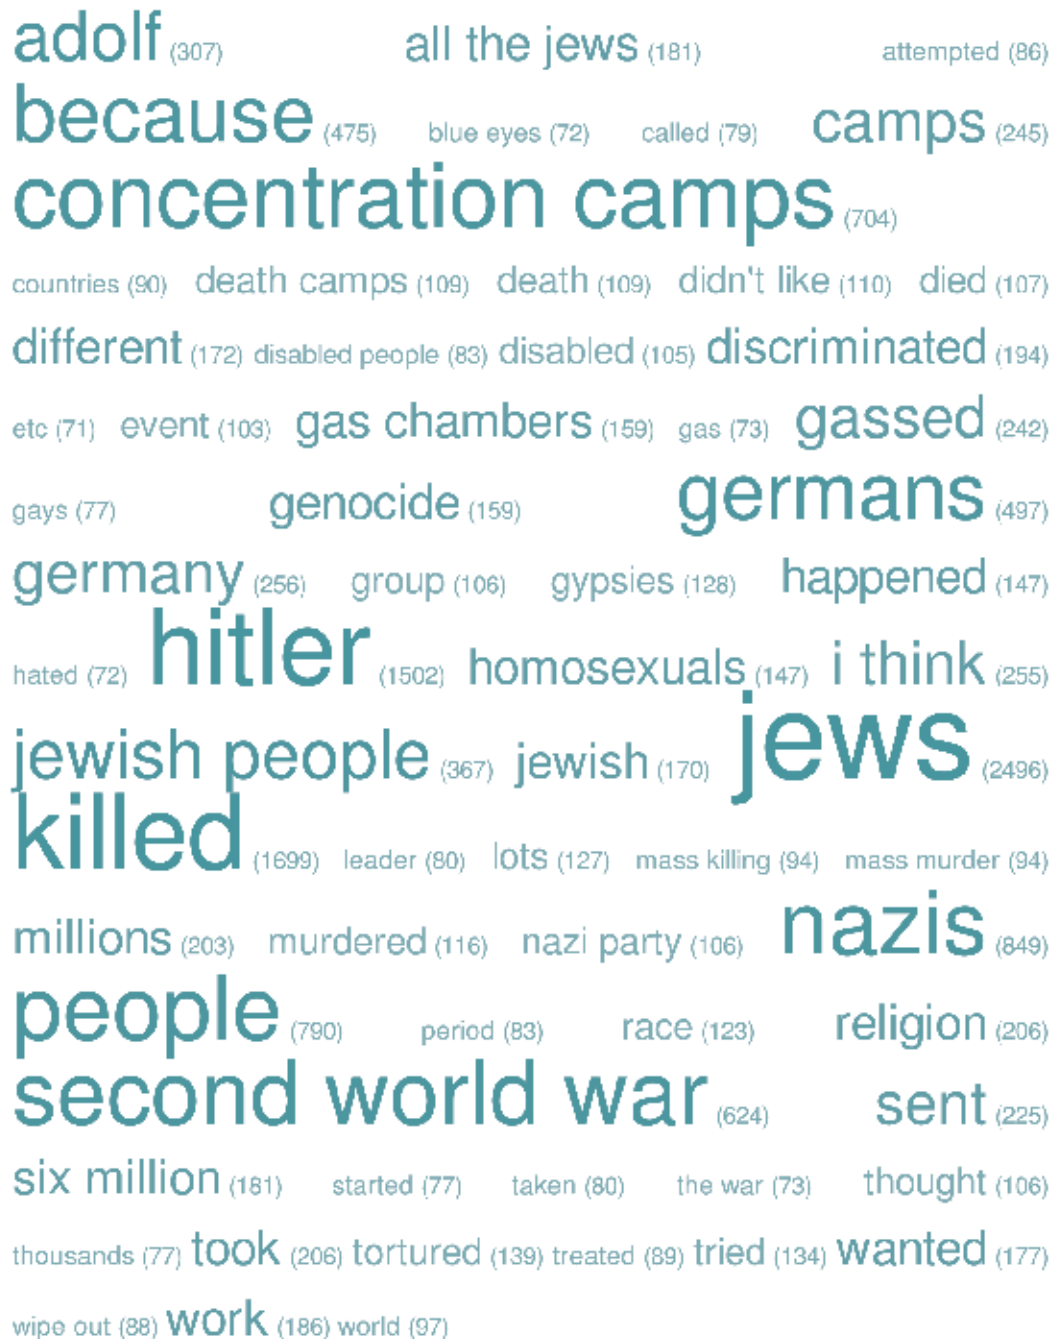 adolf (307) all the jews (181) attempted (86)
because (475) blue eyes (72) called (79) camps (245)
concentration camps (704)
countries (90) death camps (109) death (109) didn't like (110) died (107)
different (172) disabled people (83) disabled (105) discriminated (194)
etc (71) event (103) gas chambers (159) gas (73) gassed (242)
gays (77) genocide (159) germans (497)
germany (256) group (106) gypsies (128) happened (147)
hated (72) hitler (1502) homosexuals (147) i think (255)
jewish people (367) jewish (170) jews (2496)
killed (1699) leader (80) lots (127) mass killing (94) mass murder (94)
millions (203) murdered (116) nazi party (106) nazis (849)
people (790) period (83) race (123) religion (206)
second world war (624) sent (225)
six million (181) started (77) taken (80) the war (73) thought (106)
thousands (77) took (206) tortured (139) treated (89) tried (134) wanted (177)
wipe out (88) work (186) world (97)